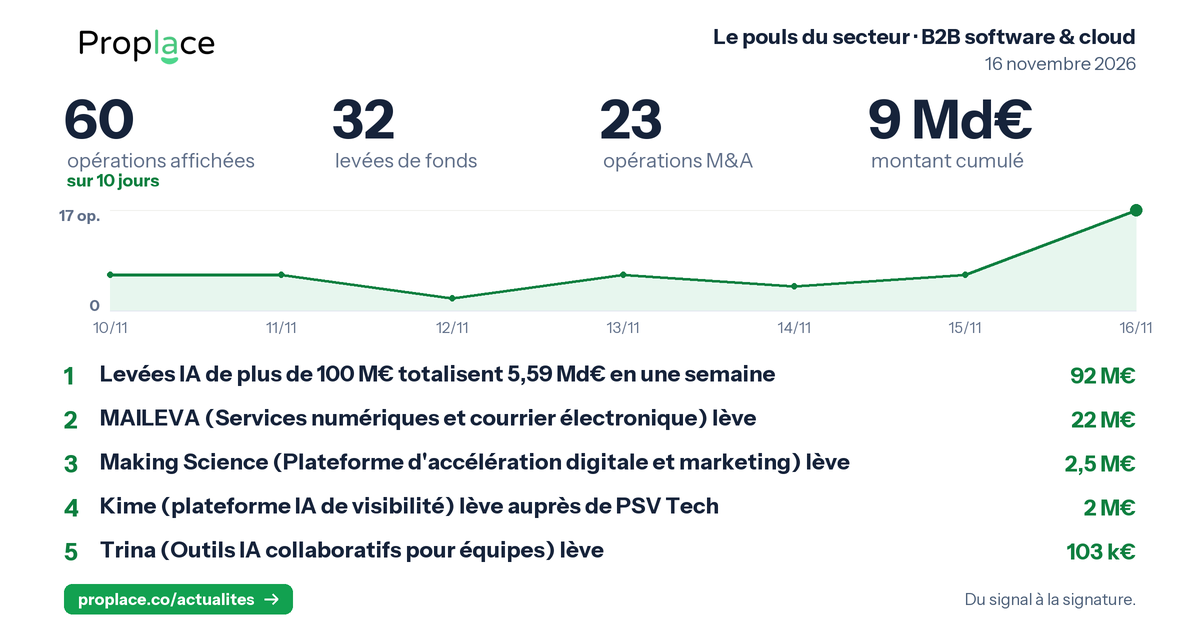 Proplace
Le pouls du secteur · B2B software & cloud
16 novembre 2026
60
opérations affichées
sur 10 jours
32
levées de fonds
23
opérations M&A
9 Md€
montant cumulé
17 op.
0
10/11 11/11 12/11 13/11 14/11 15/11 16/11
1 Levées IA de plus de 100 M€ totalisent 5,59 Md€ en une semaine 92 M€
2 MAILEVA (Services numériques et courrier électronique) lève 22 M€
3 Making Science (Plateforme d'accélération digitale et marketing) lève 2,5 M€
4 Kime (plateforme IA de visibilité) lève auprès de PSV Tech 2 M€
5 Trina (Outils IA collaboratifs pour équipes) lève 103 k€
proplace.co/actualites →
Du signal à la signature.